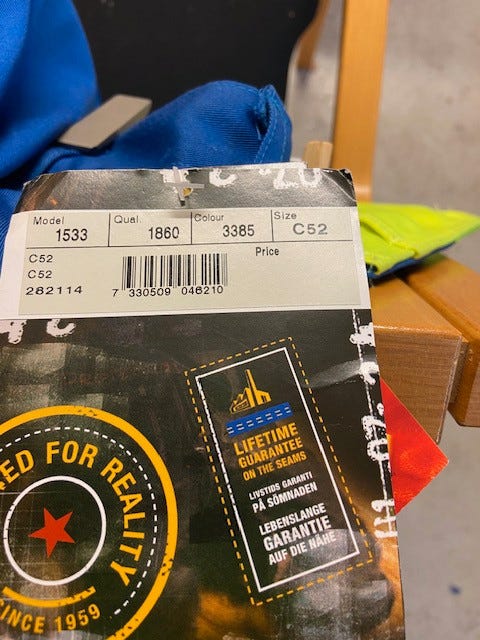 Model Qual. Colour Size
1533 1860 3385 C52
C52 Price
C52
282114 7 330509 046210
LIFETIME
GUARANTEE
ON THE SEAMS
LIVSTIDS GARANTI
PÅ SÖMNADEN
LEBENSLANGE
GARANTIE
AUF DIE NÄHE
FOR REALITY
SINCE 1959